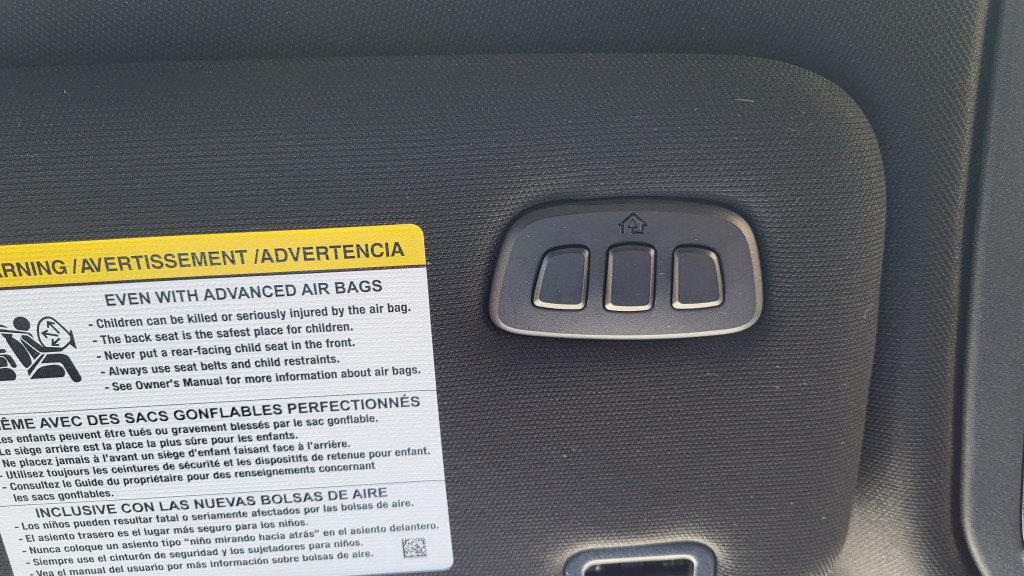 /AVERTISSEMENT /ADVERTENCIA
EVEN WITH ADVANCED AIR BAGS
- Children can be killed or seriously injured by the air bag.
- The back seat is the safest place for children.
- Never put a rear-facing child seat in the front.
- Always use seat belts and child restraints.
- See Owner's Manual for more information about air bags.
AVEC DES SACS GONFLABLES PERFECTIONNÉS
enfants peuvent être tués ou gravement blessés par le sac gonflable.
Le siège arrière est la place la plus sûre pour les enfants.
Ne placez jamais à l'avant un siège d'enfant faisant face à l'arrière.
- Utilisez toujours les ceintures de sécurité et les dispositifs de retenue pour enfant.
- Consultez le Guide du propriétaire pour des renseignements concernant
les sacs gonflables.
INCLUSIVE CON LAS NUEVAS BOLSAS DE AIRE
- Los niños pueden resultar fatal o seriamente afectados por las bolsas de aire.
- El asiento trasero es el lugar más seguro para los niños.
- Nunca coloque un asiento tipo "niño mirando hacia atrás" en el asiento delantero.
- Siempre use el cinturón de seguridad y los sujetadores para niños.
- Vea el manual del usuario por más información sobre bolsas de aire.